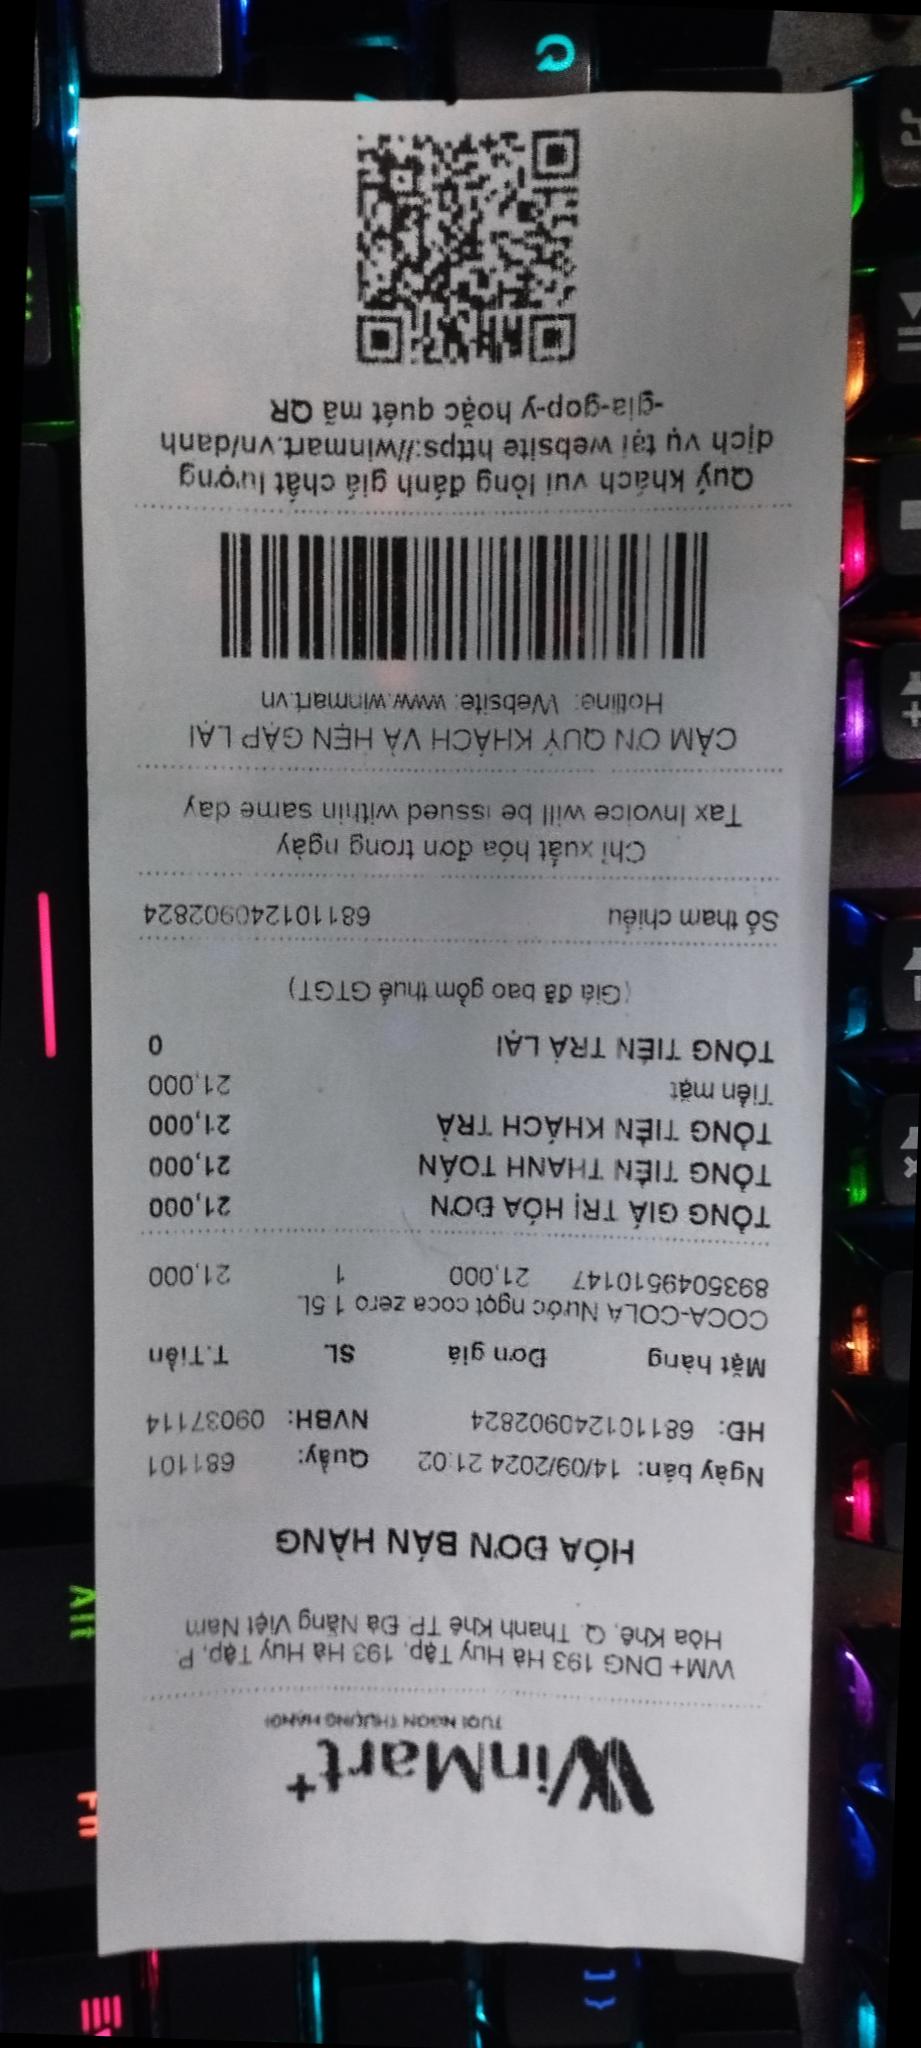 WinMart+
TƯƠI NGON THƯỢNG HẠNG!
WM+ DNG 193 Hà Huy Tập, 193 Hà Huy Tập, P.
Hòa Khê, Q. Thanh Khê TP. Đà Nẵng Việt Nam
HÓA ĐƠN BÁN HÀNG
Ngày bán: 14/09/2024 21:02 Quầy: 681101
HĐ: 68110124090282​4 NVBH: 09037114
Mặt hàng Đơn giá SL T.Tiền
COCA-COLA Nước ngọt coca zero 1.5L
8935049510147 21,000 1 21,000
TỔNG GIÁ TRỊ HÓA ĐƠN 21,000
TỔNG TIỀN THANH TOÁN 21,000
TỔNG TIỀN KHÁCH TRẢ 21,000
Tiền mặt 21,000
TỔNG TIỀN TRẢ LẠI 0
(Giá đã bao gồm thuế GTGT)
Số tham chiếu 6811012409​02824
Chỉ xuất hóa đơn trong ngày
Tax Invoice will be issued within same day
CẢM ƠN QUÝ KHÁCH VÀ HẸN GẶP LẠI
Hotline: Website: www.winmart.vn
Quý khách vui lòng đánh giá chất lượng
dịch vụ tại website https://winmart.vn/danh
-gia-gop-y hoặc quét mã QR
Alt
Fn